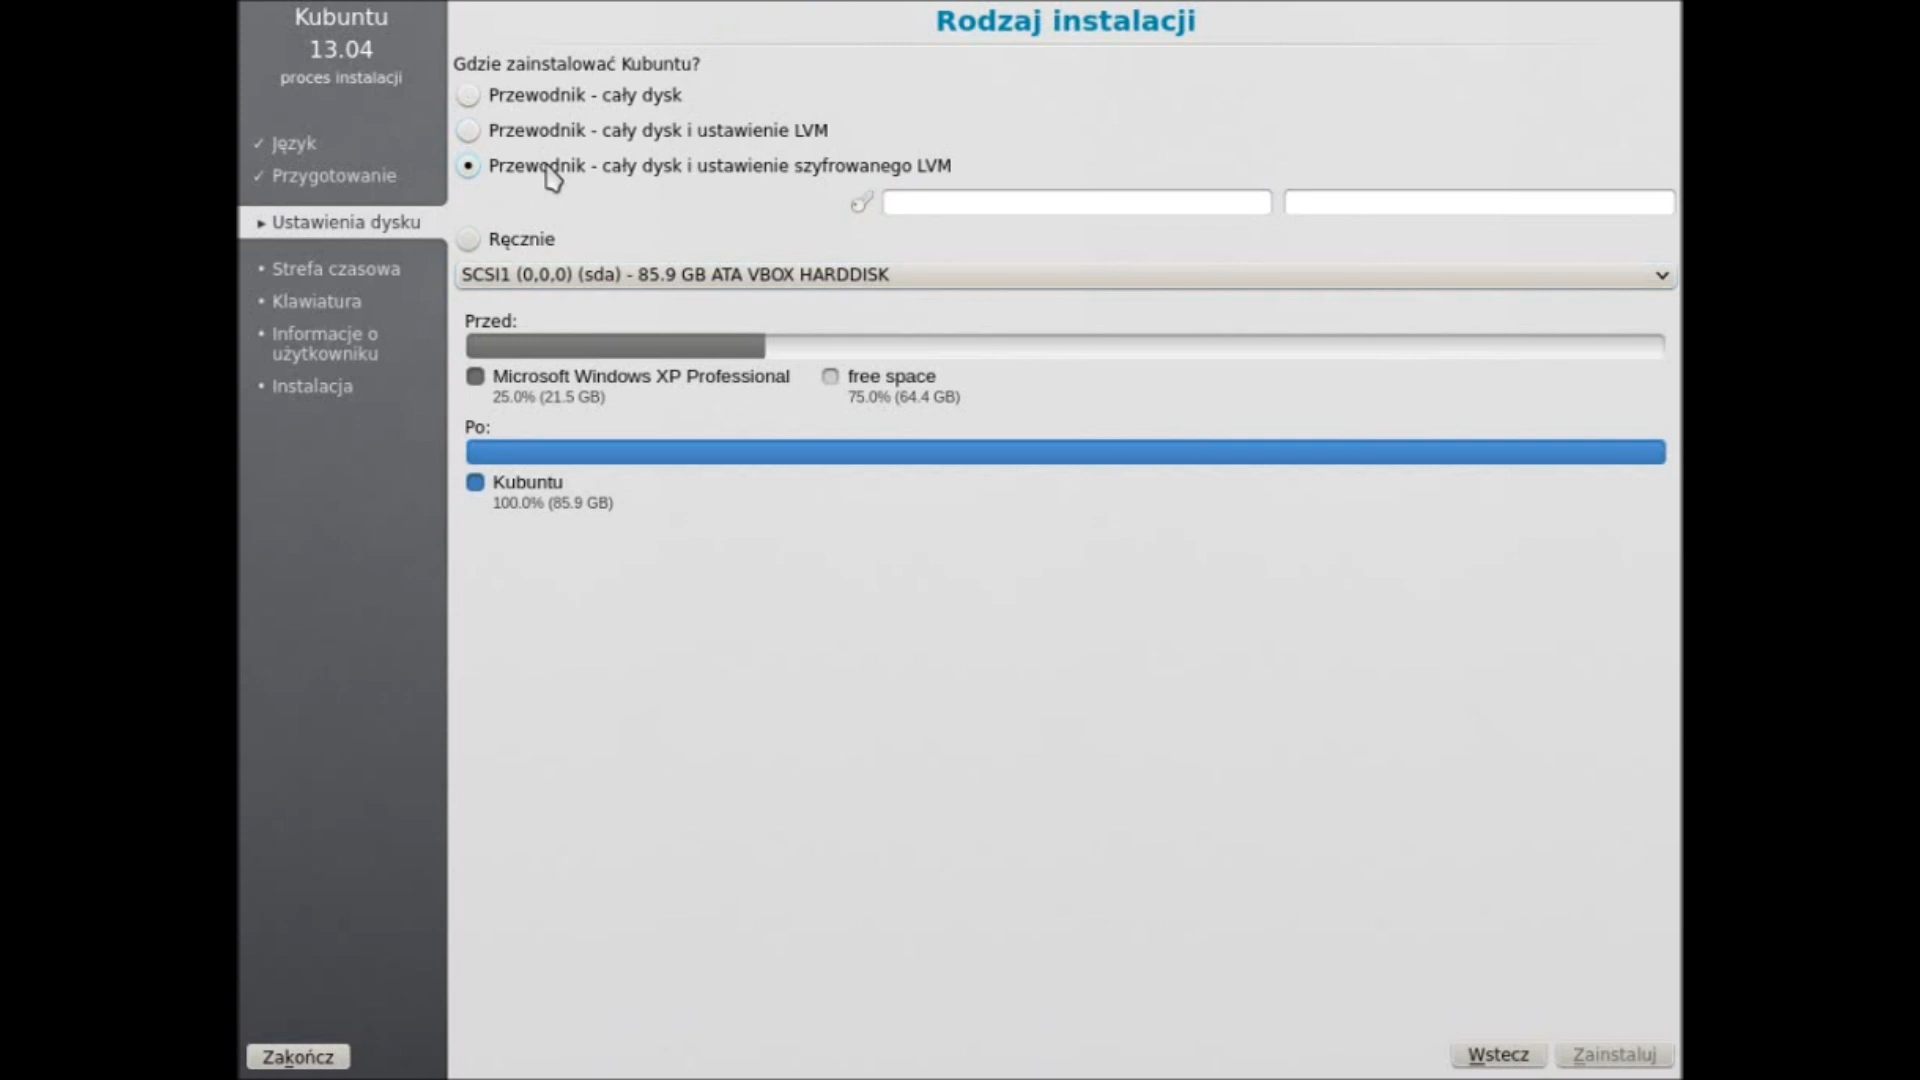 Kubuntu
13.04
proces instalacji
✓ Język
✓ Przygotowanie
▸ Ustawienia dysku
• Strefa czasowa
• Klawiatura
• Informacje o
użytkowniku
• Instalacja
Zakończ
Rodzaj instalacji
Gdzie zainstalować Kubuntu?
Przewodnik - cały dysk
Przewodnik - cały dysk i ustawienie LVM
Przewodnik - cały dysk i ustawienie szyfrowanego LVM
Ręcznie
SCSI1 (0,0,0) (sda) - 85.9 GB ATA VBOX HARDDISK
Przed:
Microsoft Windows XP Professional
25.0% (21.5 GB)
free space
75.0% (64.4 GB)
Po:
Kubuntu
100.0% (85.9 GB)
Wstecz
Zainstaluj